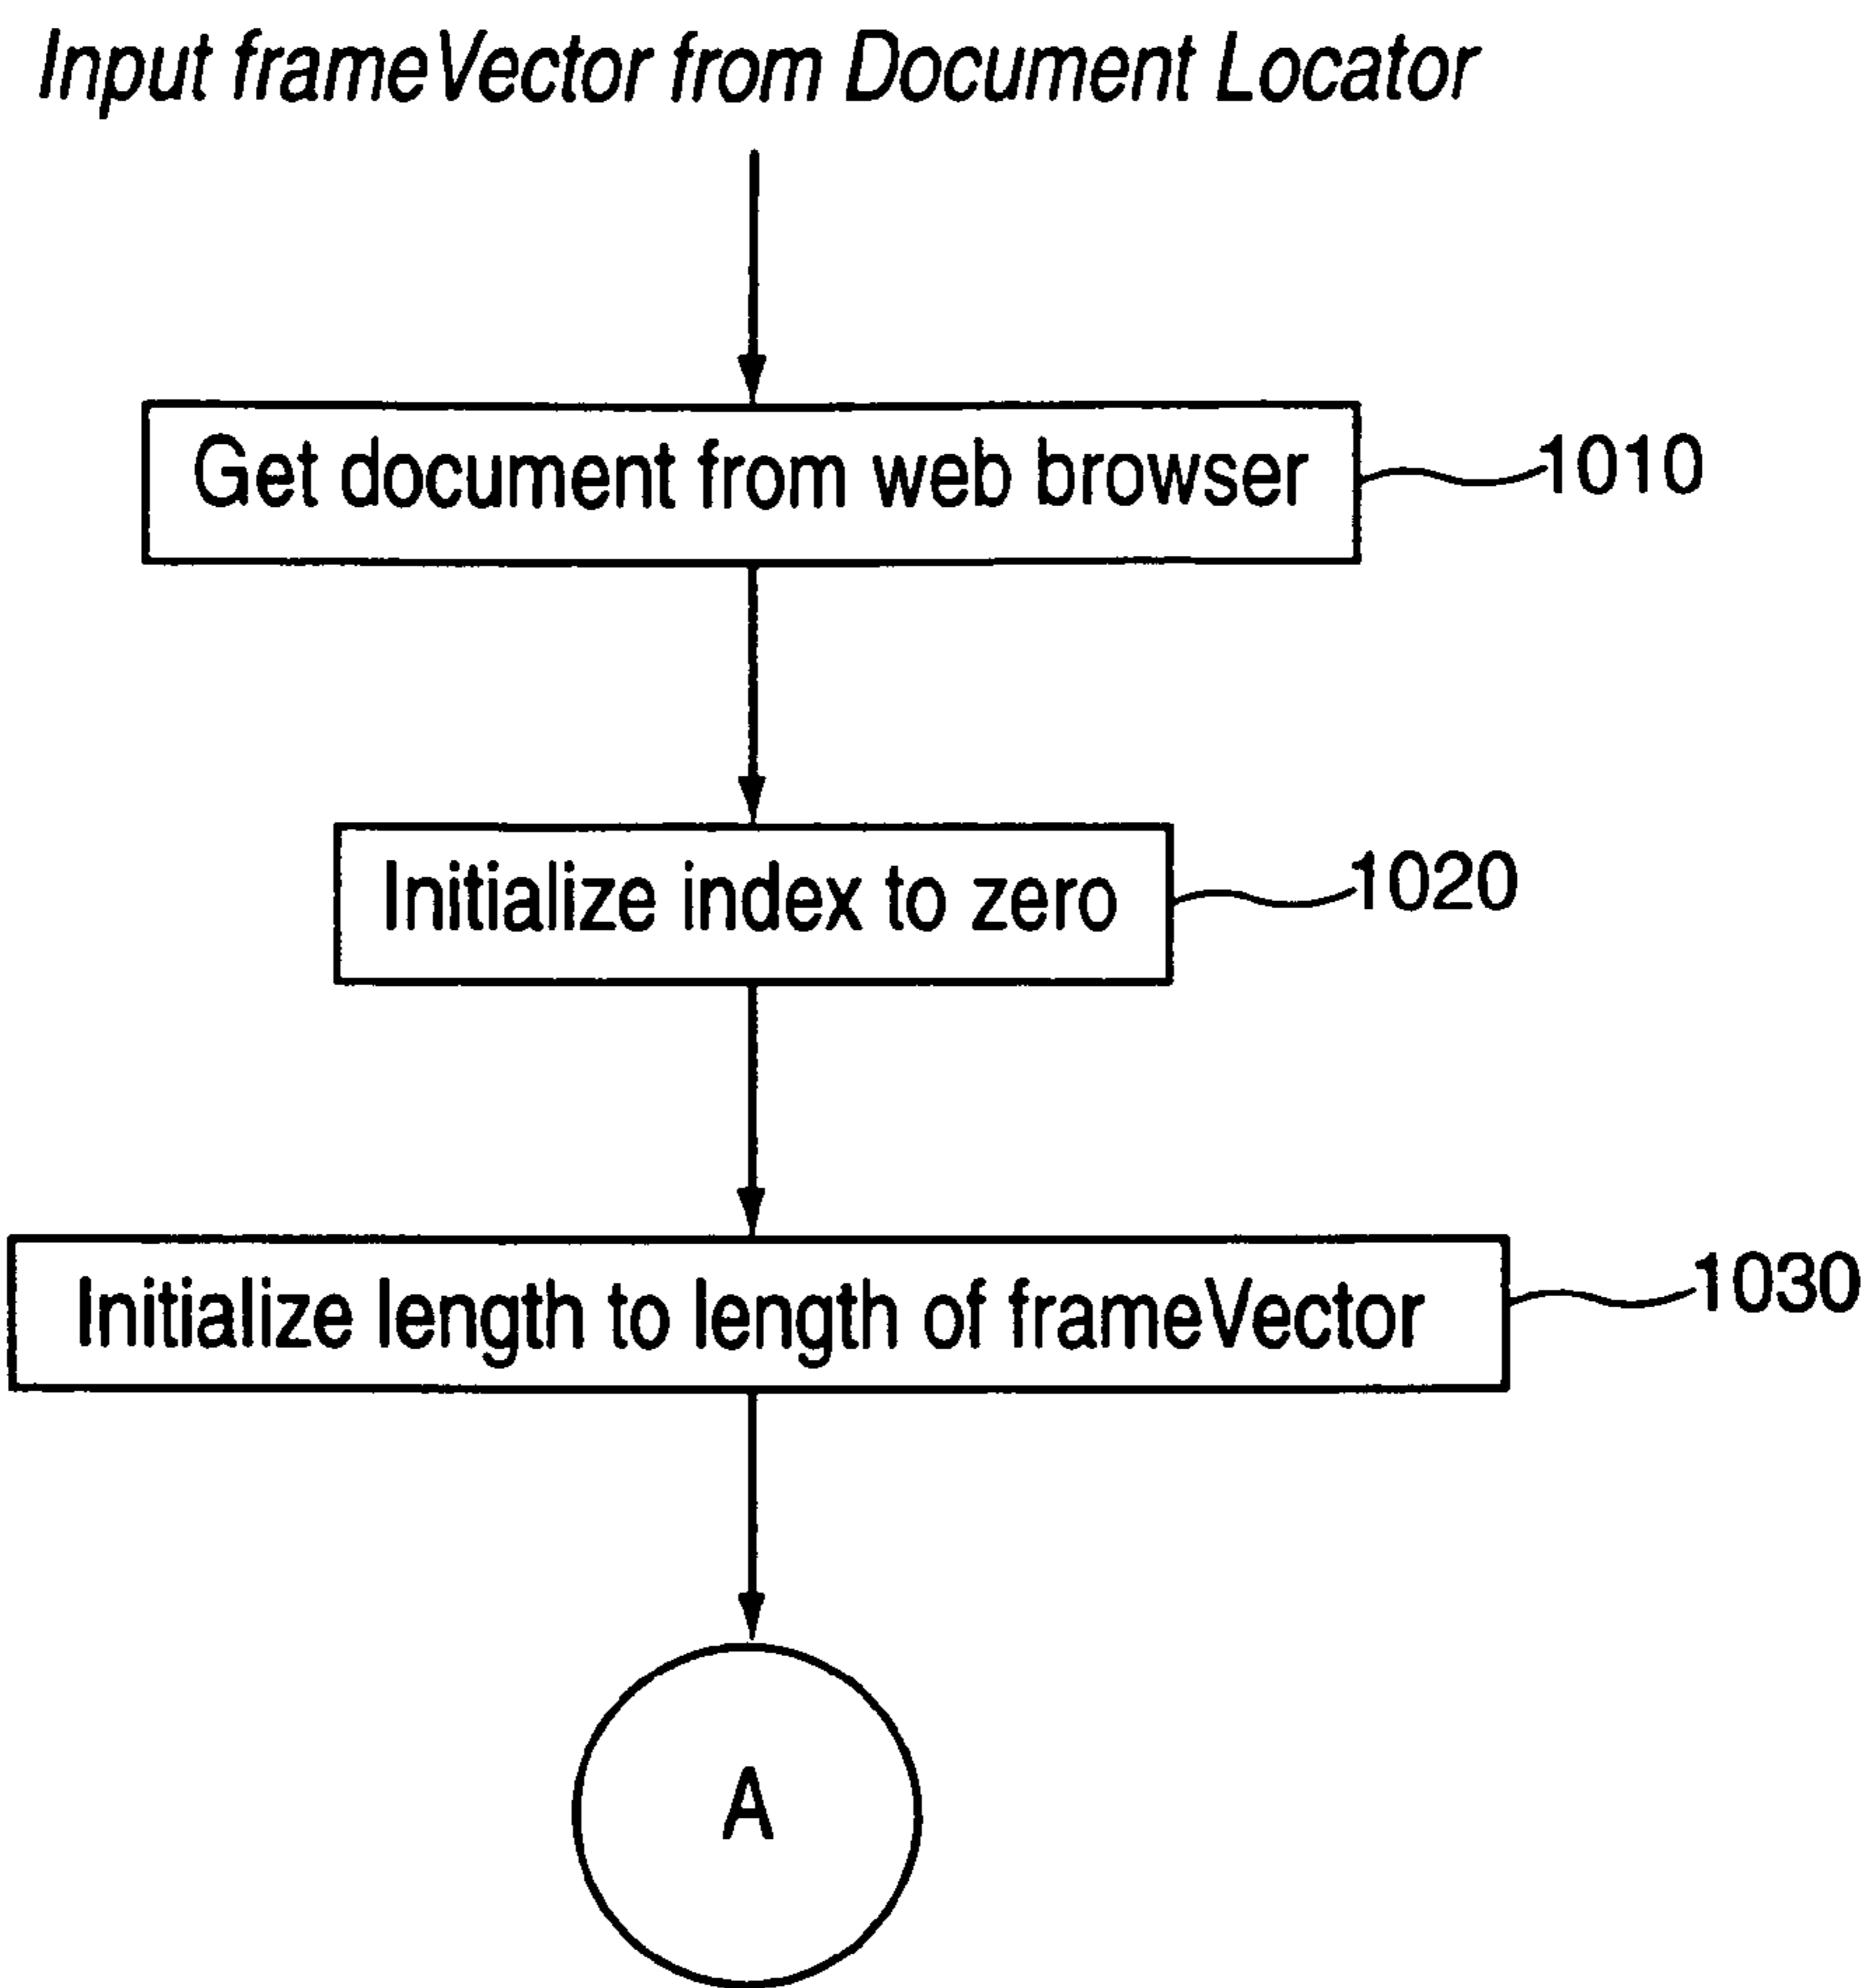 Input frameVector from Document Locator
Get document from web browser
1010
Initialize index to zero
1020
Initialize length to length of frameVector
1030
A